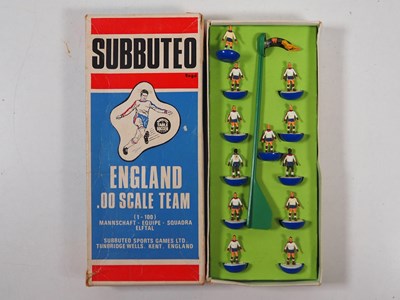 SUBBUTEO
Regd
ENGLAND
.00 SCALE TEAM
(1-100)
MANNSCHAFT - EQUIPE - SQUADRA
ELFTAL
SUBBUTEO SPORTS GAMES LTD.
TUNBRIDGE WELLS, KENT, ENGLAND